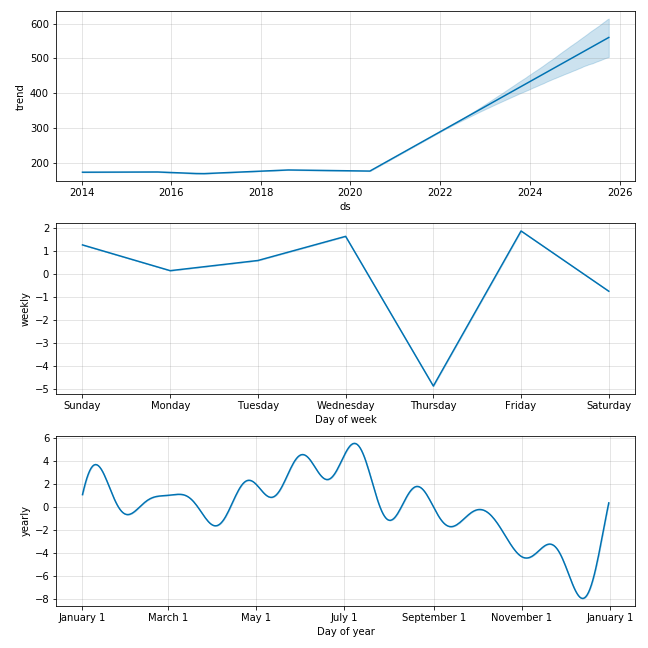 600
500
400
300
200
trend
2014 2016 2018 2020 2022 2024 2026
ds
2
1
0
−1
−2
−3
−4
−5
weekly
Sunday Monday Tuesday Wednesday Thursday Friday Saturday
Day of week
6
4
2
0
−2
−4
−6
−8
yearly
January 1 March 1 May 1 July 1 September 1 November 1 January 1
Day of year